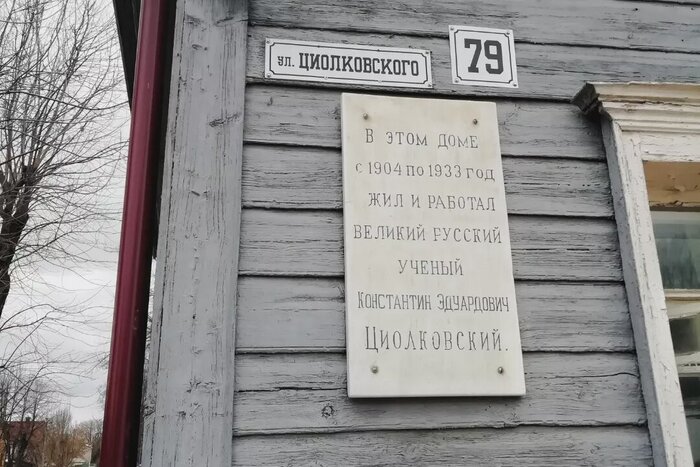 ул. ЦИОЛКОВСКОГО
79
В ЭТОМ ДОМЕ
С 1904 ПО 1933 ГОД
ЖИЛ И РАБОТАЛ
ВЕЛИКИЙ РУССКИЙ
УЧЕНЫЙ
КОНСТАНТИН ЭДУАРДОВИЧ
ЦИОЛКОВСКИЙ.